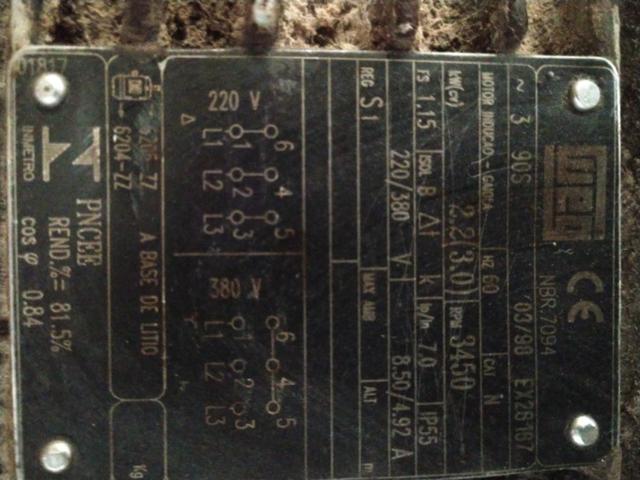 WEG CE NBR.7094
~ 3 90S 03/98 EX26187
MOTOR INDUCAO - GAIOLA HZ 60 CAT N
kW(cv) 2.2(3.0) RPM 3450
FS 1.15 ISOL B Δt K Ip/In 7.0 IP55
220/380 V 8.50/4.92 A
REG S1 MAX AMB ALT m
220 V 380 V
Δ
6 4 5 6 4 5
1 2 3 1 2 3
L1 L2 L3 L1 L2 L3
6205-ZZ A BASE DE LITIO
6204-ZZ Kg
PNCEE
REND.%= 81.5%
INMETRO cos φ 0.84
01817